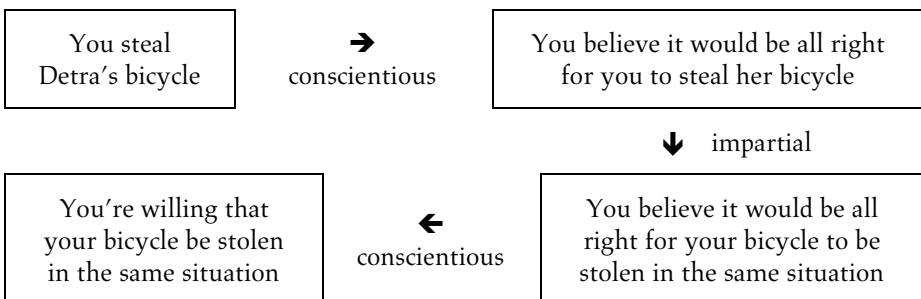 You steal
Detra's bicycle
➔
conscientious
You believe it would be all right
for you to steal her bicycle
🡫 impartial
You believe it would be all
right for your bicycle to be
stolen in the same situation
🡨
conscientious
You're willing that
your bicycle be stolen
in the same situation